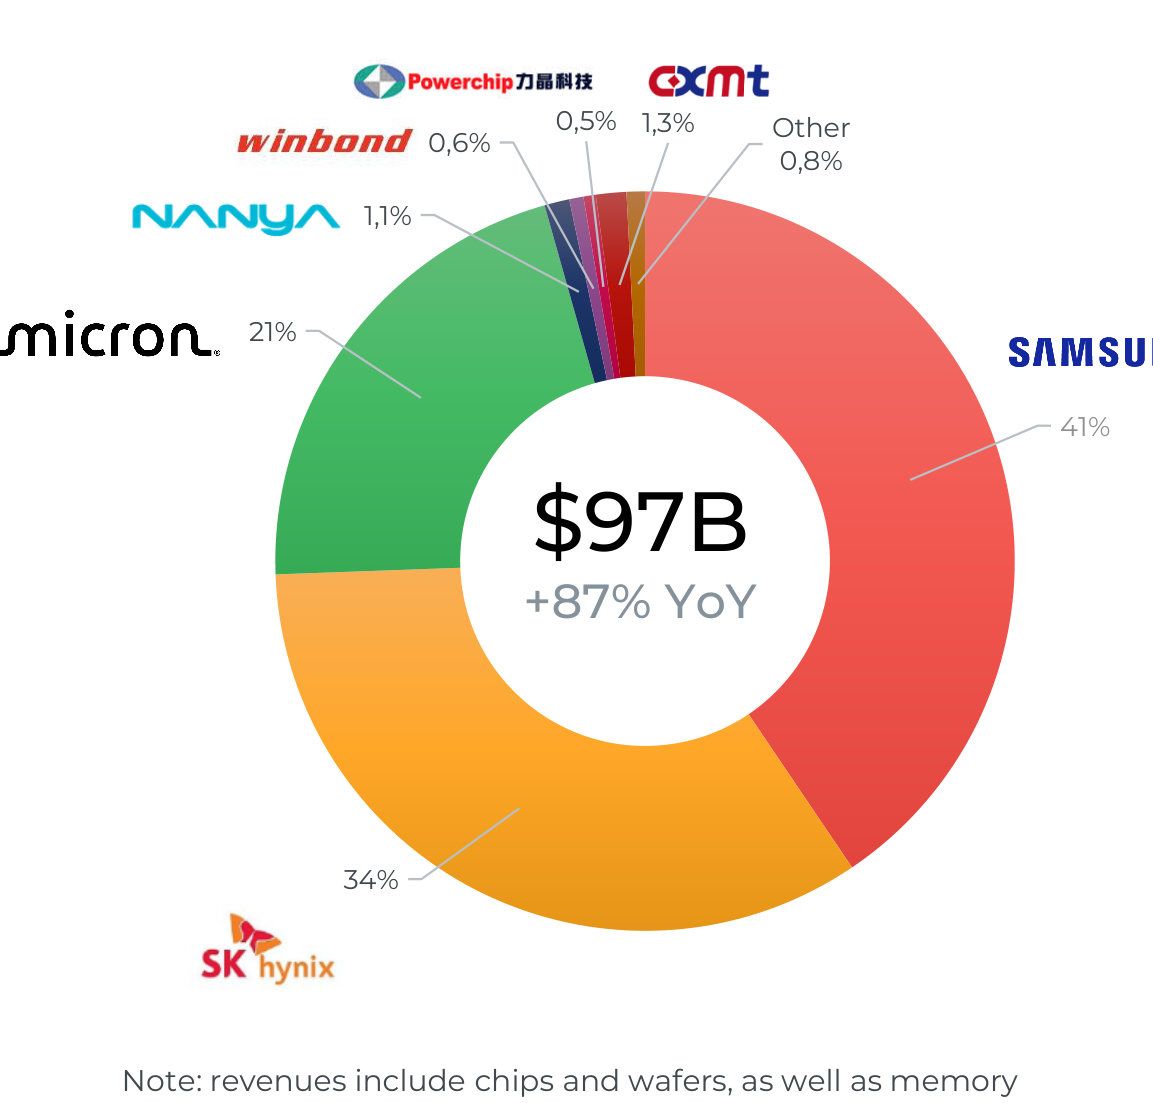 Powerchip力晶科技
cxmt
winbond
0,6%
0,5%
1,3%
Other
0,8%
NANYA
1,1%
micron®
21%
SAMSU
41%
$97B
+87% YoY
34%
SK hynix
Note: revenues include chips and wafers, as well as memory